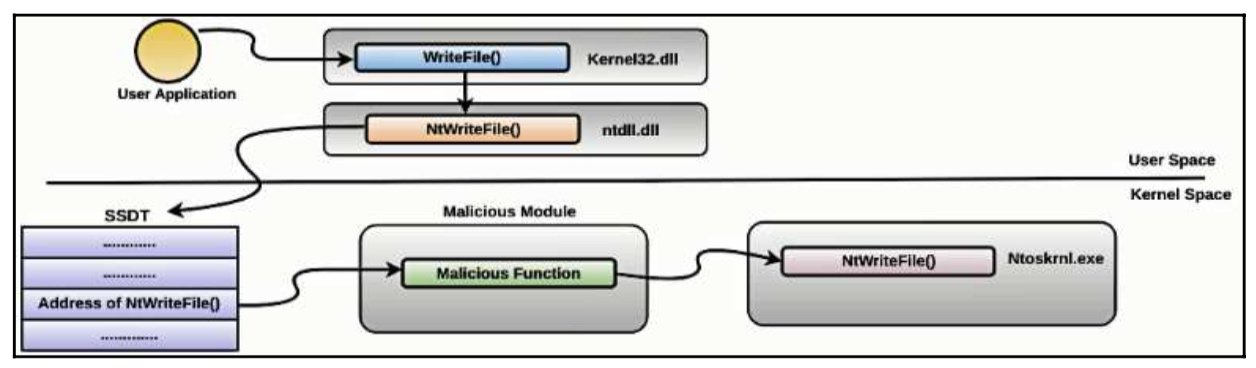 WriteFile()
Kernel32.dll
User Application
NtWriteFile()
ntdll.dll
User Space
Kernel Space
SSDT
Malicious Module
............
............
Malicious Function
NtWriteFile()
Ntoskrnl.exe
Address of NtWriteFile()
.............